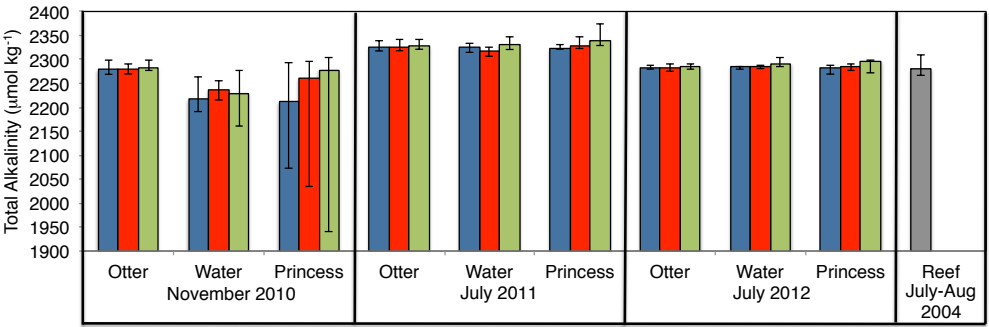 Total Alkalinity (μmol kg-1)
2400
2350
2300
2250
2200
2150
2100
2050
2000
1950
1900
Otter Water Princess
November 2010
Otter Water Princess
July 2011
Otter Water Princess
July 2012
Reef
July-Aug
2004